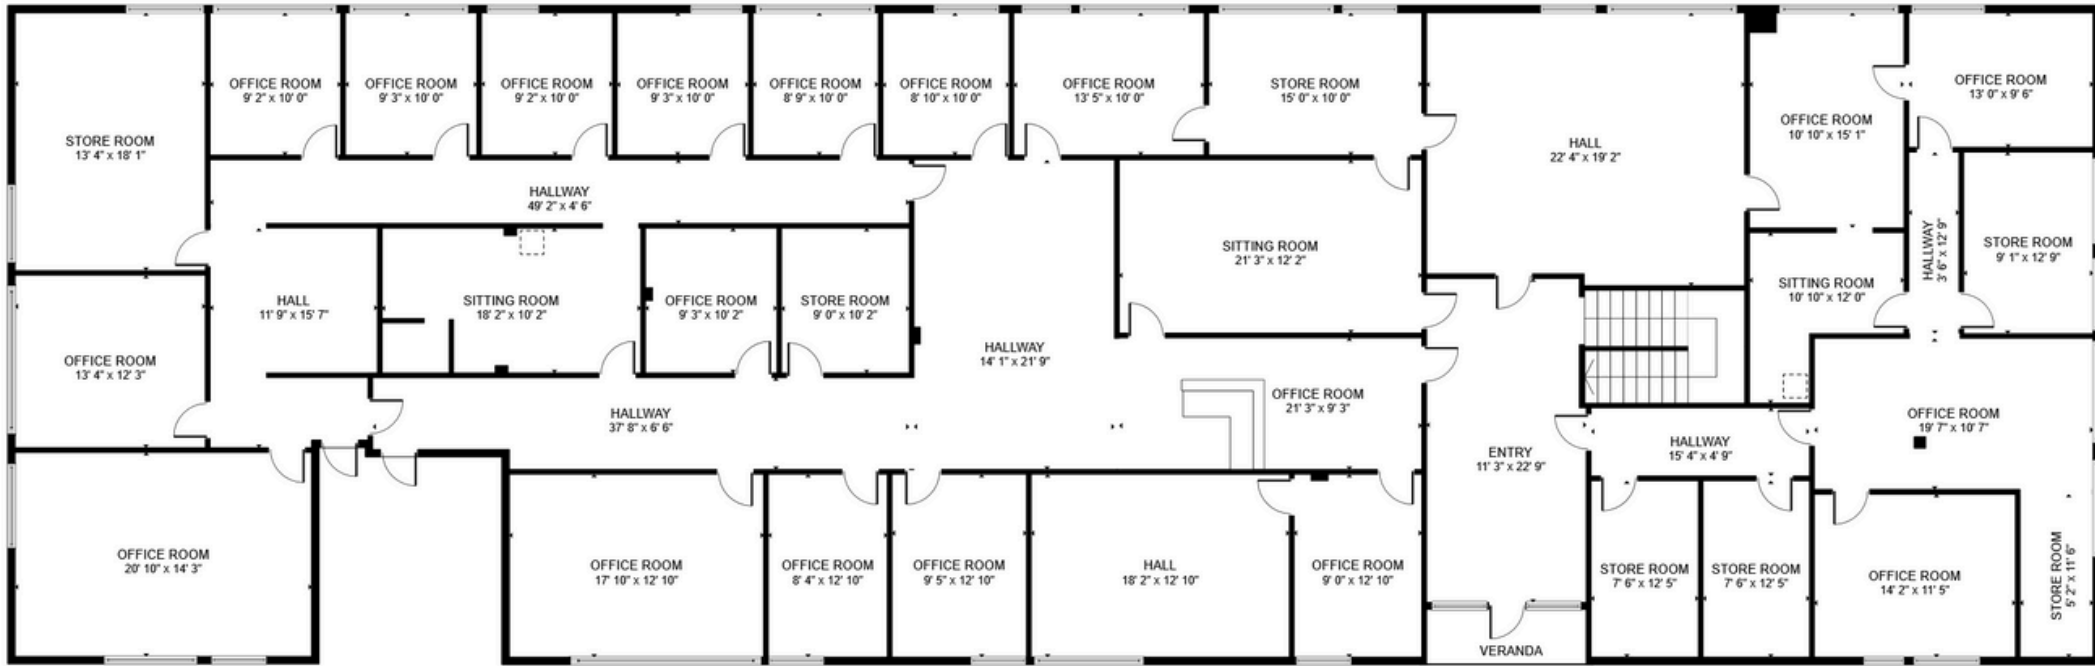 OFFICE ROOM
9' 2" x 10' 0"
OFFICE ROOM
9' 3" x 10' 0"
OFFICE ROOM
9' 2" x 10' 0"
OFFICE ROOM
9' 3" x 10' 0"
OFFICE ROOM
8' 9" x 10' 0"
OFFICE ROOM
8' 10" x 10' 0"
OFFICE ROOM
13' 5" x 10' 0"
STORE ROOM
15' 0" x 10' 0"
OFFICE ROOM
13' 0" x 9' 6"
STORE ROOM
13' 4" x 18' 1"
HALL
22' 4" x 19' 2"
OFFICE ROOM
10' 10" x 15' 1"
HALLWAY
49' 2" x 4' 6"
SITTING ROOM
21' 3" x 12' 2"
HALLWAY
3' 6" x 12' 9"
STORE ROOM
9' 1" x 12' 9"
HALL
11' 9" x 15' 7"
SITTING ROOM
18' 2" x 10' 2"
OFFICE ROOM
9' 3" x 10' 2"
STORE ROOM
9' 0" x 10' 2"
SITTING ROOM
10' 10" x 12' 0"
OFFICE ROOM
13' 4" x 12' 3"
HALLWAY
14' 1" x 21' 9"
OFFICE ROOM
21' 3" x 9' 3"
HALLWAY
37' 8" x 6' 6"
OFFICE ROOM
19' 7" x 10' 7"
HALLWAY
15' 4" x 4' 9"
ENTRY
11' 3" x 22' 9"
OFFICE ROOM
20' 10" x 14' 3"
OFFICE ROOM
17' 10" x 12' 10"
OFFICE ROOM
8' 4" x 12' 10"
OFFICE ROOM
9' 5" x 12' 10"
HALL
18' 2" x 12' 10"
OFFICE ROOM
9' 0" x 12' 10"
STORE ROOM
7' 6" x 12' 5"
STORE ROOM
7' 6" x 12' 5"
OFFICE ROOM
14' 2" x 11' 5"
STORE ROOM
5' 2" x 11' 6"
VERANDA